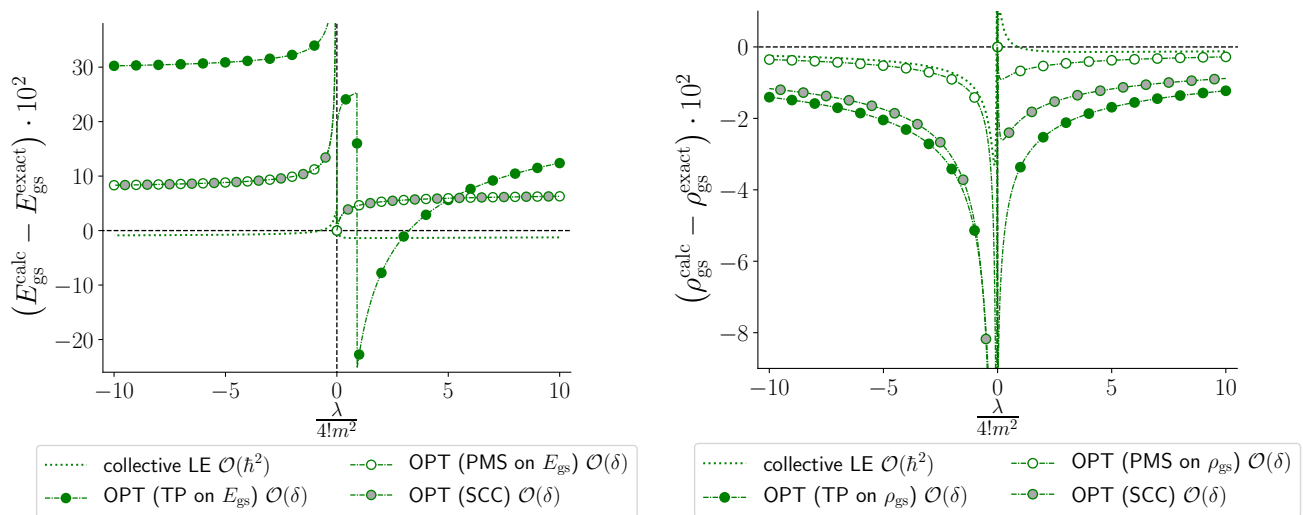 (E_gs^calc − E_gs^exact) · 10^2
30
20
10
0
−10
−20
−10
−5
0
5
10
λ
4!m^2
collective LE O(ħ^2)
OPT (TP on E_gs) O(δ)
OPT (PMS on E_gs) O(δ)
OPT (SCC) O(δ)
(ρ_gs^calc − ρ_gs^exact) · 10^2
0
−2
−4
−6
−8
−10
−5
0
5
10
λ
4!m^2
collective LE O(ħ^2)
OPT (TP on ρ_gs) O(δ)
OPT (PMS on ρ_gs) O(δ)
OPT (SCC) O(δ)